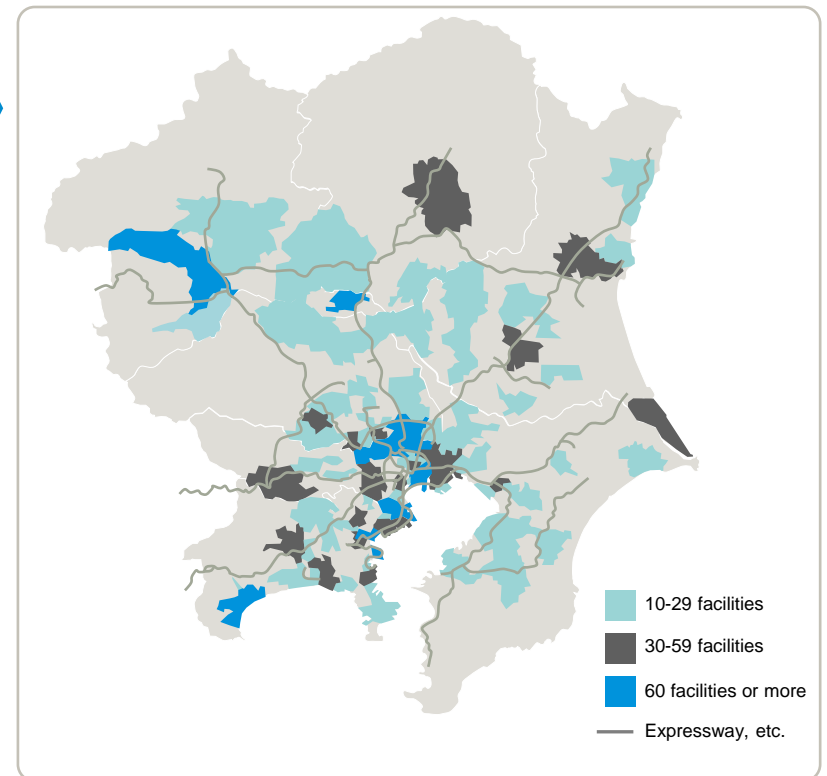 10-29 facilities
30-59 facilities
60 facilities or more
Expressway, etc.